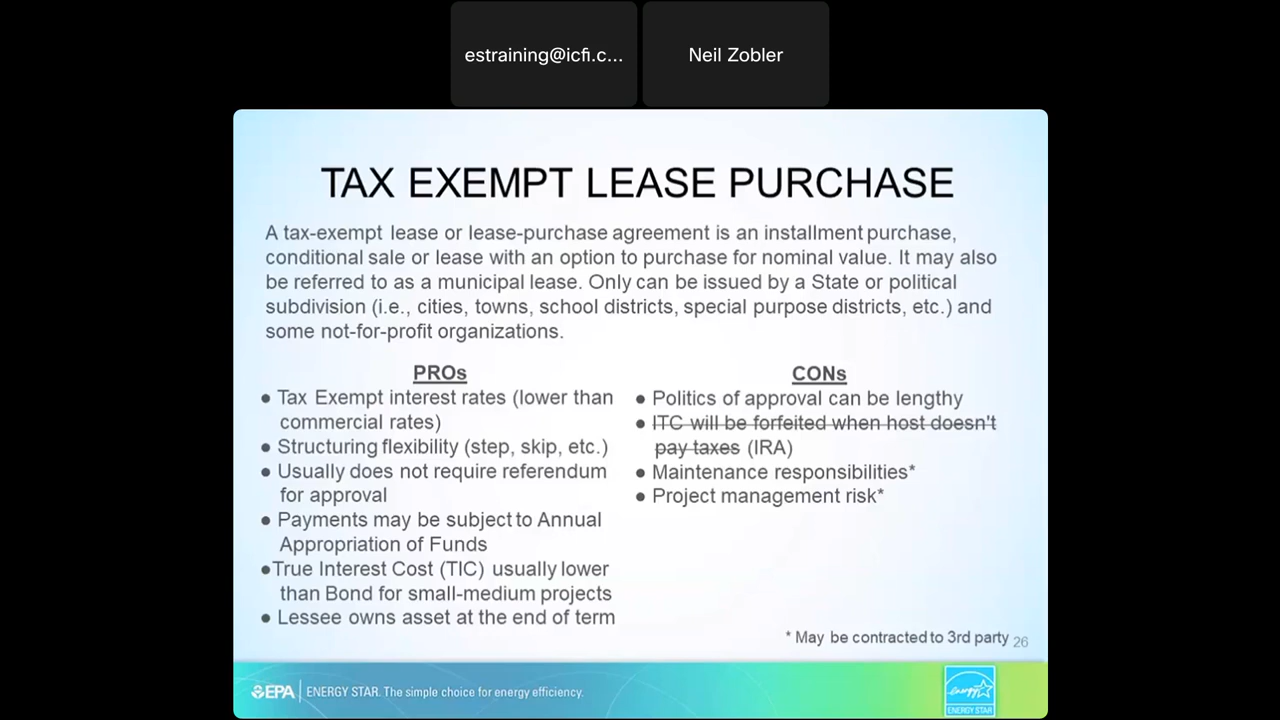 estraining@icfi.c...
Neil Zobler
TAX EXEMPT LEASE PURCHASE
A tax-exempt lease or lease-purchase agreement is an installment purchase,
conditional sale or lease with an option to purchase for nominal value. It may also
be referred to as a municipal lease. Only can be issued by a State or political
subdivision (i.e., cities, towns, school districts, special purpose districts, etc.) and
some not-for-profit organizations.
PROs
● Tax Exempt interest rates (lower than
commercial rates)
● Structuring flexibility (step, skip, etc.)
● Usually does not require referendum
for approval
● Payments may be subject to Annual
Appropriation of Funds
●True Interest Cost (TIC) usually lower
than Bond for small-medium projects
● Lessee owns asset at the end of term
CONs
● Politics of approval can be lengthy
● ITC will be forfeited when host doesn't
pay taxes (IRA)
● Maintenance responsibilities*
● Project management risk*
* May be contracted to 3rd party
26
EPA
ENERGY STAR. The simple choice for energy efficiency.
energy
ENERGY STAR